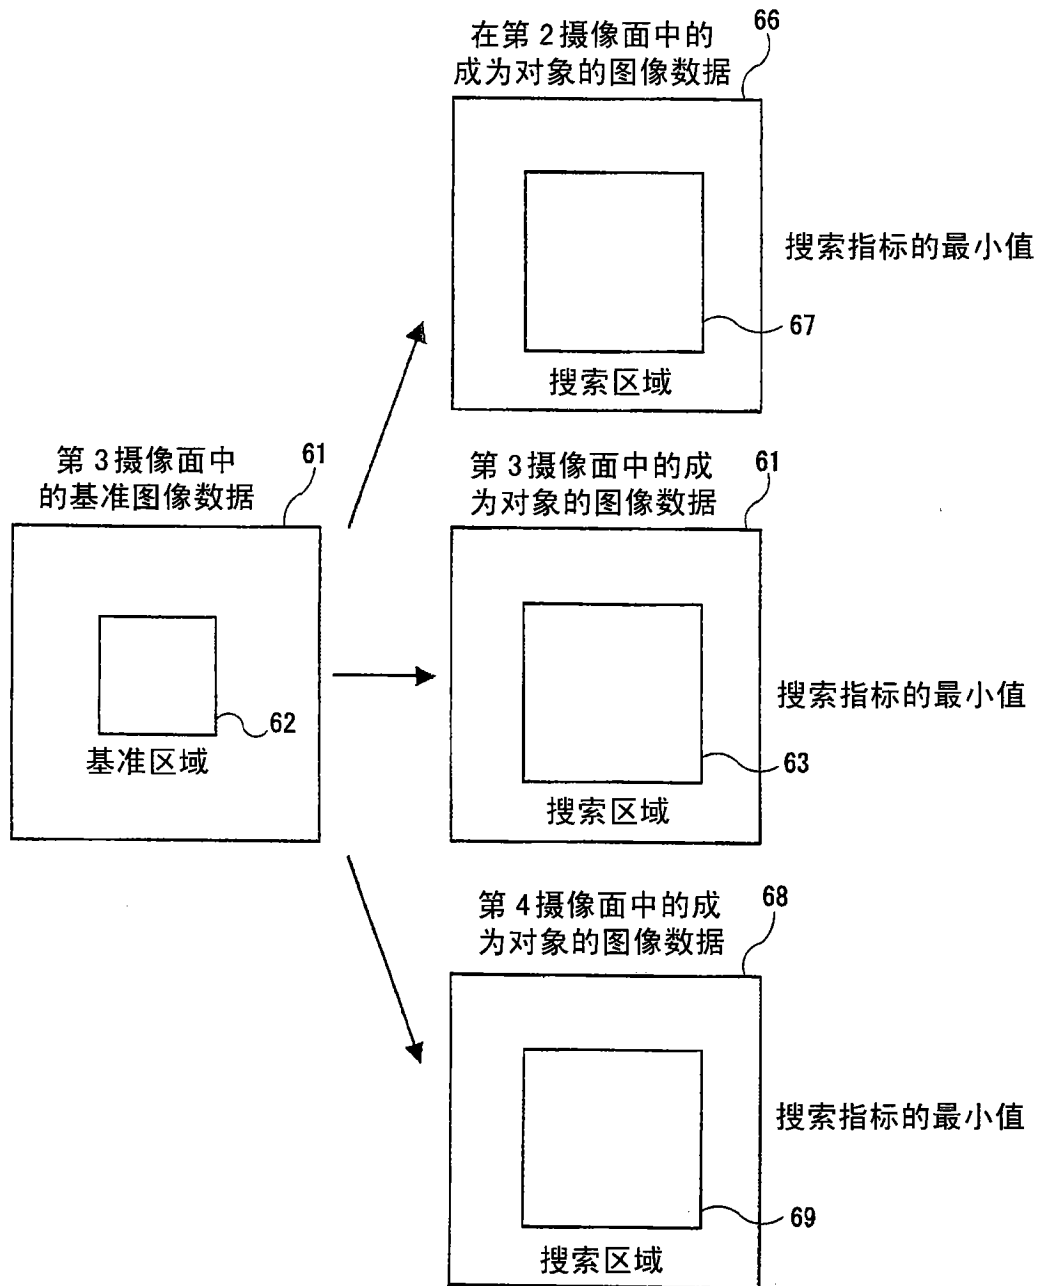 在第2摄像面中的
成为对象的图像数据
66
搜索指标的最小值
67
搜索区域
第3摄像面中
的基准图像数据
61
62
基准区域
第3摄像面中的成
为对象的图像数据
61
搜索指标的最小值
63
搜索区域
第4摄像面中的成
为对象的图像数据
68
搜索指标的最小值
69
搜索区域